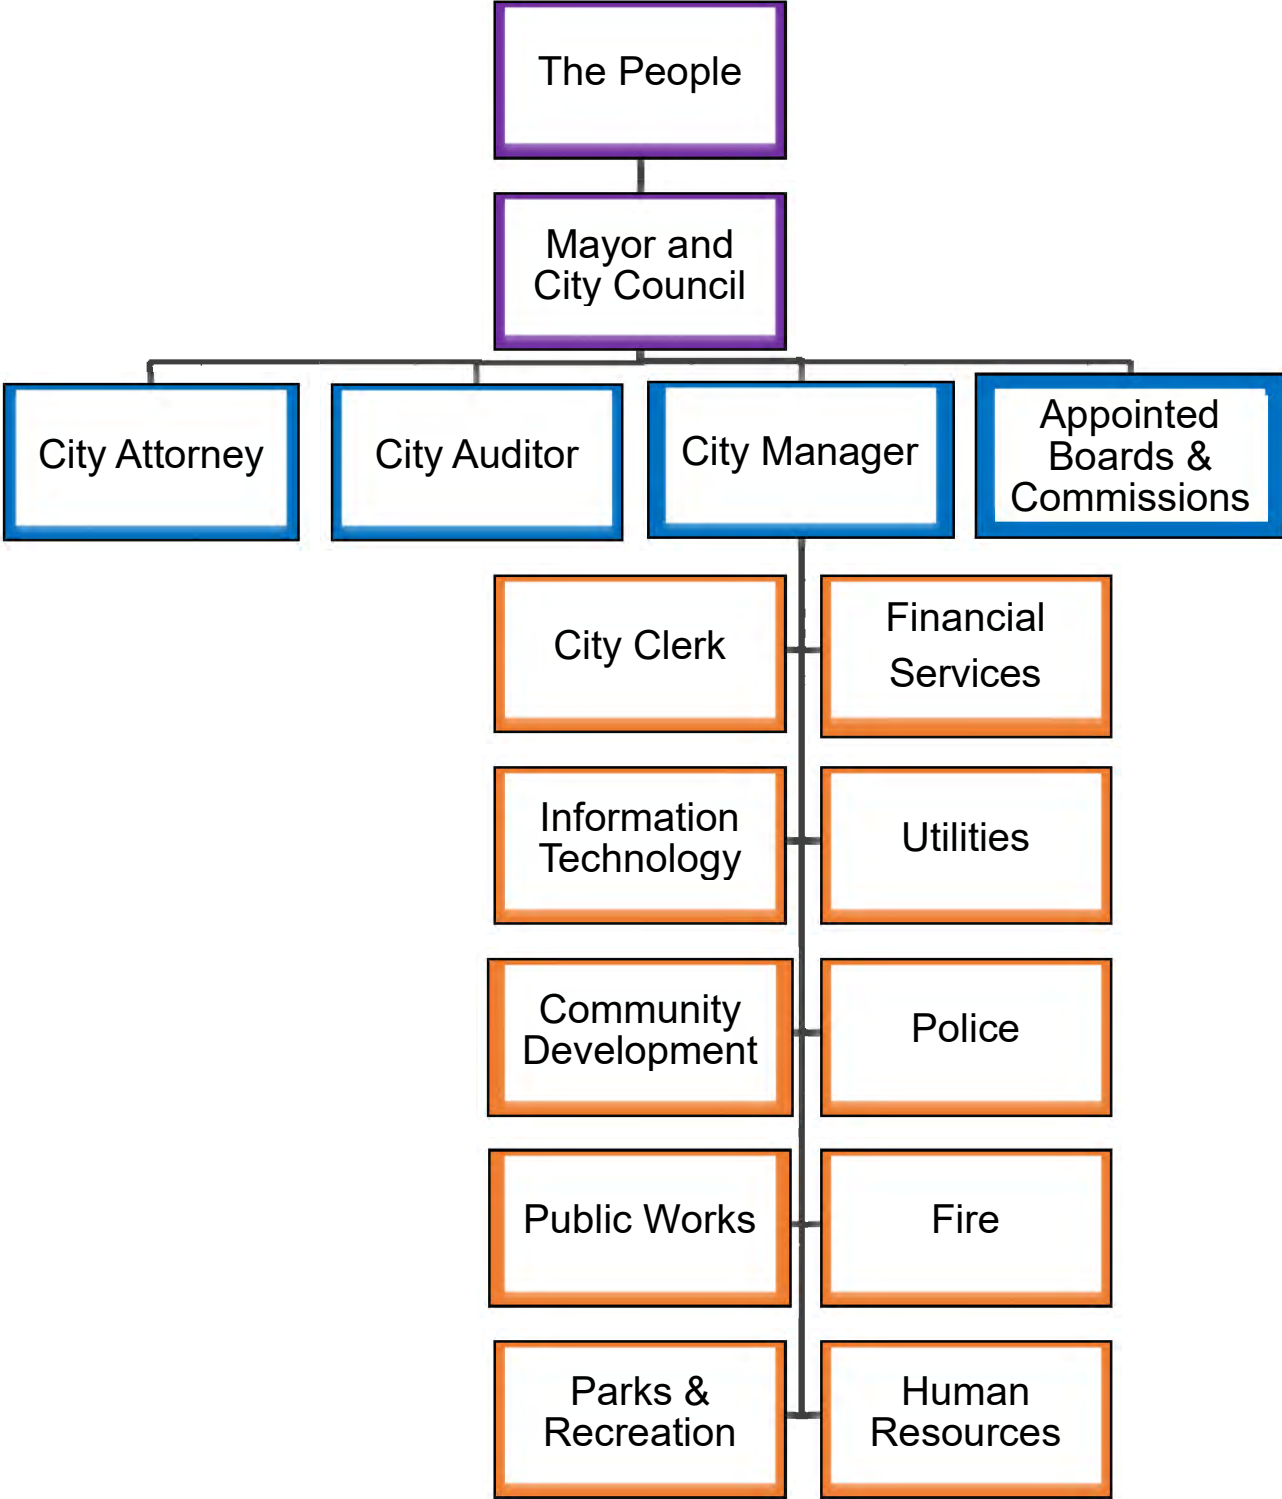 The People
Mayor and
City Council
City Attorney
City Auditor
City Manager
Appointed
Boards &
Commissions
City Clerk
Financial
Services
Information
Technology
Utilities
Community
Development
Police
Public Works
Fire
Parks &
Recreation
Human
Resources